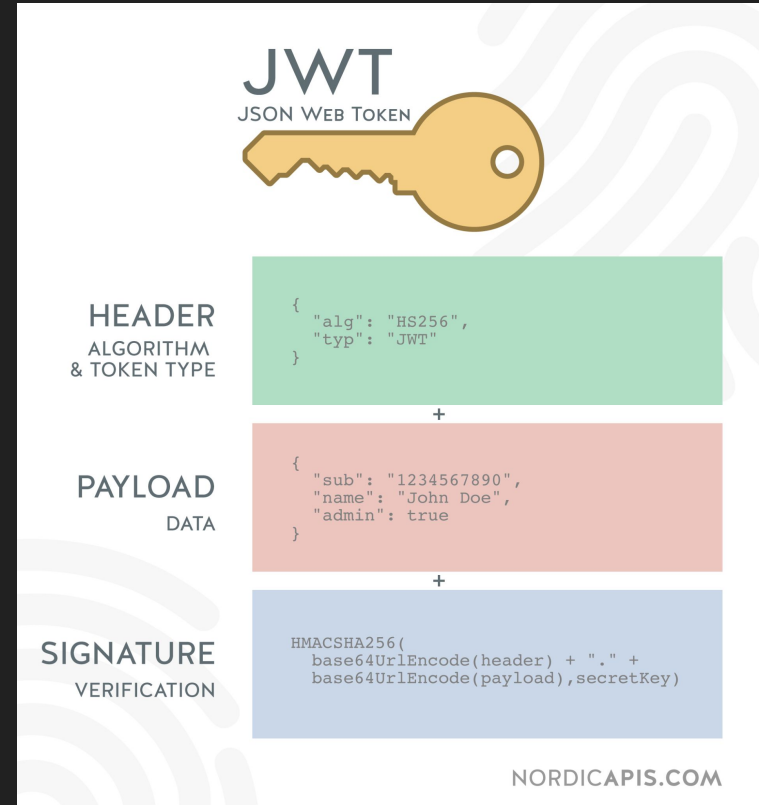 JWT
JSON WEB TOKEN
HEADER
ALGORITHM
& TOKEN TYPE
{
  "alg": "HS256",
  "typ": "JWT"
}
+
PAYLOAD
DATA
{
  "sub": "1234567890",
  "name": "John Doe",
  "admin": true
}
+
SIGNATURE
VERIFICATION
HMACSHA256(
  base64UrlEncode(header) + "." +
  base64UrlEncode(payload),secretKey)
NORDICAPIS.COM